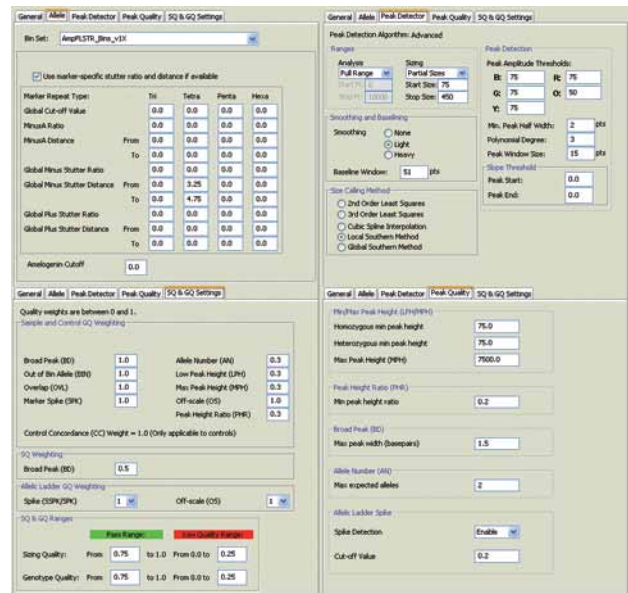 General Allele Peak Detector Peak Quality SQ & GQ Settings
Bin Set: AmpFLSTR_Bins_v1X
Use marker-specific stutter ratio and distance if available
Marker Repeat Type: Tri Tetra Penta Hexa
Global Cut-off Value 0.0 0.0 0.0 0.0
MinusA Ratio 0.0 0.0 0.0 0.0
MinusA Distance From 0.0 0.0 0.0 0.0
To 0.0 0.0 0.0 0.0
Global Minus Stutter Ratio 0.0 0.0 0.0 0.0
Global Minus Stutter Distance From 0.0 3.25 0.0 0.0
To 0.0 4.75 0.0 0.0
Global Plus Stutter Ratio 0.0 0.0 0.0 0.0
Global Plus Stutter Distance From 0.0 0.0 0.0 0.0
To 0.0 0.0 0.0 0.0
Amelogenin Cutoff 0.0
General Allele Peak Detector Peak Quality SQ & GQ Settings
Peak Detection Algorithm: Advanced
Ranges
Analysis Sizing
Full Range Partial Sizes
Start Size: 75
10000 Stop Size: 450
Smoothing and Baselining
Smoothing None
Light
Heavy
Baseline Window: 51 pts
Size Calling Method
2nd Order Least Squares
3rd Order Least Squares
Cubic Spline Interpolation
Local Southern Method
Global Southern Method
Peak Detection
Peak Amplitude Thresholds:
B: 75 R: 75
G: 75 O: 50
Y: 75
Min. Peak Half Width: 2 pts
Polynomial Degree: 3
Peak Window Size: 15 pts
Slope Threshold
Peak Start: 0.0
Peak End: 0.0
General Allele Peak Detector Peak Quality SQ & GQ Settings
Quality weights are between 0 and 1.
Sample and Control GQ Weighting
Broad Peak (BD) 1.0 Allele Number (AN) 0.3
Out of Bin Allele (BIN) 1.0 Low Peak Height (LPH) 0.3
Overlap (OVL) 1.0 Max Peak Height (MPH) 0.3
Marker Spike (SPK) 1.0 Off-scale (OS) 1.0
Peak Height Ratio (PHR) 0.3
Control Concordance (CC) Weight = 1.0 (Only applicable to controls)
SQ Weighting
Broad Peak (BD) 0.5
Allelic Ladder GQ Weighting
Spike (SSPK/SPK) 1 Off-scale (OS) 1
SQ & GQ Ranges
Pass Range: Low Quality Range:
Sizing Quality: From 0.75 to 1.0 From 0.0 to 0.25
Genotype Quality: From 0.75 to 1.0 From 0.0 to 0.25
General Allele Peak Detector Peak Quality SQ & GQ Settings
Min/Max Peak Height (LPH/MPH)
Homozygous min peak height 75.0
Heterozygous min peak height 75.0
Max Peak Height (MPH) 7500.0
Peak Height Ratio (PHR)
Min peak height ratio 0.2
Broad Peak (BD)
Max peak width (basepairs) 1.5
Allele Number (AN)
Max expected alleles 2
Allelic Ladder Spike
Spike Detection Enable
Cut-off Value 0.2